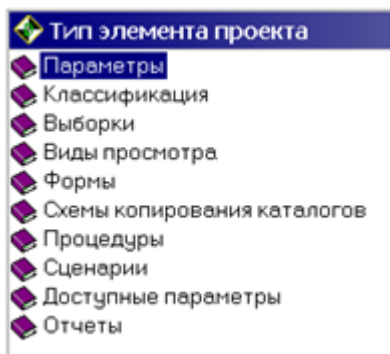 Тип элемента проекта
Параметры
Классификация
Выборки
Виды просмотра
Формы
Схемы копирования каталогов
Процедуры
Сценарии
Доступные параметры
Отчеты